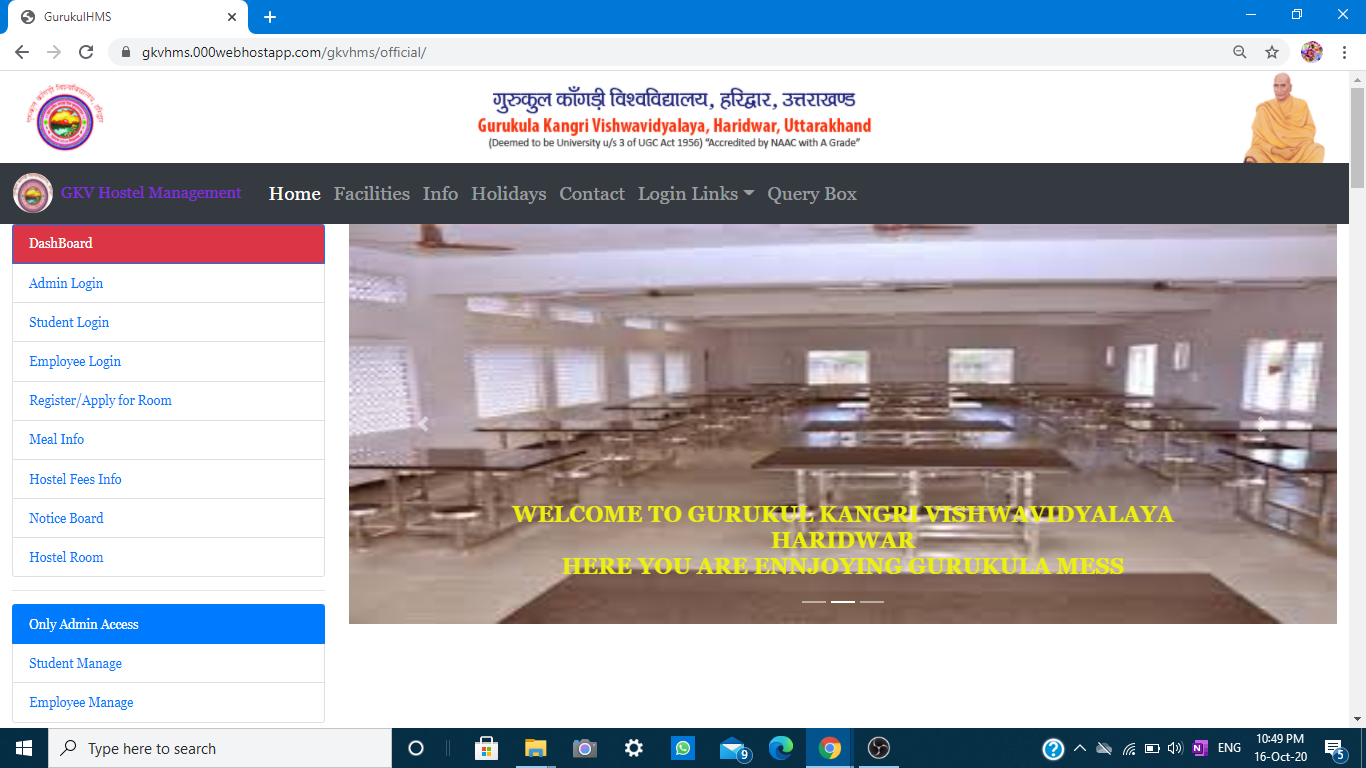 GurukulHMS
gkvhms.000webhostapp.com/gkvhms/official/
गुरुकुल काँगड़ी विश्वविद्यालय, हरिद्वार, उत्तराखण्ड
Gurukula Kangri Vishwavidyalaya, Haridwar, Uttarakhand
(Deemed to be University u/s 3 of UGC Act 1956) "Accredited by NAAC with A Grade"
GKV Hostel Management
Home Facilities Info Holidays Contact Login Links Query Box
DashBoard
Admin Login
Student Login
Employee Login
Register/Apply for Room
Meal Info
Hostel Fees Info
Notice Board
Hostel Room
Only Admin Access
Student Manage
Employee Manage
WELCOME TO GURUKUL KANGRI VISHWAVIDYALAYA
HARIDWAR
HERE YOU ARE ENNJOYING GURUKULA MESS
Type here to search
9
ENG
10:49 PM
16-Oct-20
5